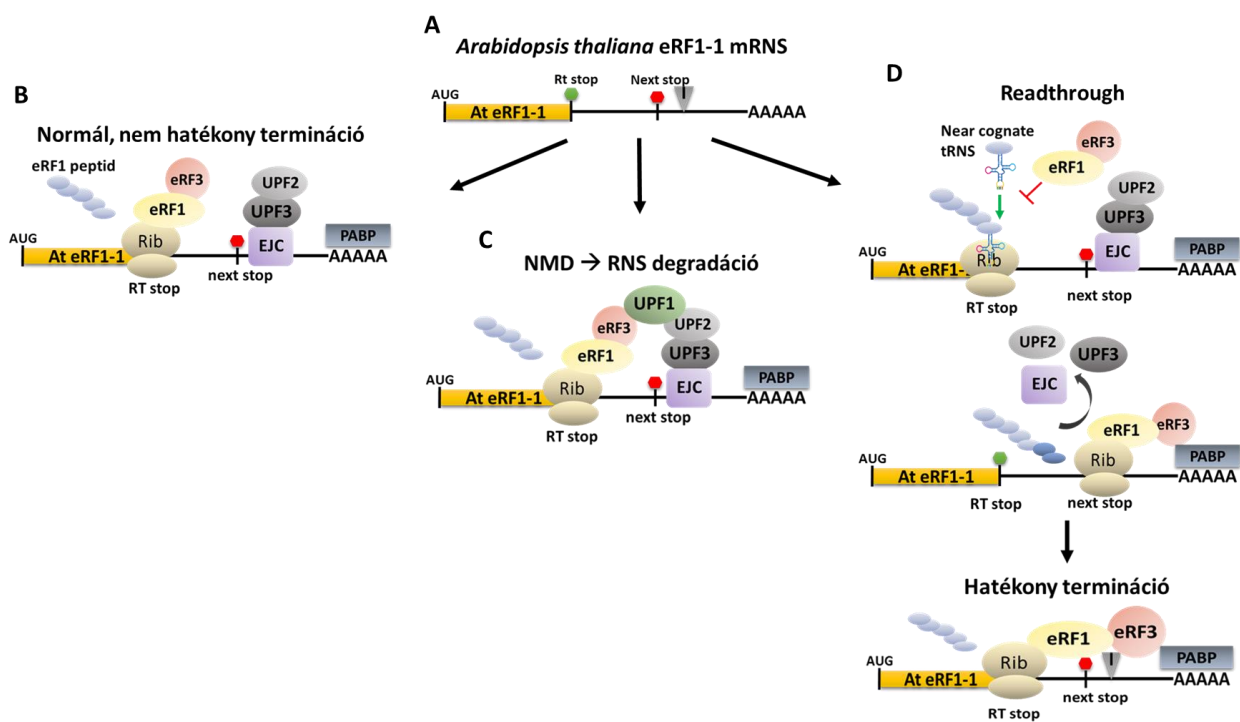 A
Arabidopsis thaliana eRF1-1 mRNS
Rt stop
Next stop
AUG
I
At eRF1-1
AAAAA
B
Normál, nem hatékony termináció
eRF1 peptid
eRF3
eRF1
UPF2
UPF3
AUG
Rib
EJC
PABP
At eRF1-1
AAAAA
next stop
RT stop
C
NMD → RNS degradáció
UPF1
eRF3
UPF2
eRF1
UPF3
AUG
Rib
EJC
PABP
At eRF1-1
AAAAA
next stop
RT stop
D
Readthrough
Near cognate
tRNS
eRF3
eRF1
UPF2
UPF3
AUG
Rib
EJC
PABP
At eRF1-
AAAAA
RT stop
next stop
UPF2
UPF3
EJC
eRF1
eRF3
AUG
Rib
PABP
At eRF1-1
AAAAA
RT stop
next stop
Hatékony termináció
eRF1
eRF3
AUG
Rib
I
PABP
At eRF1-1
AAAAA
next stop
RT stop